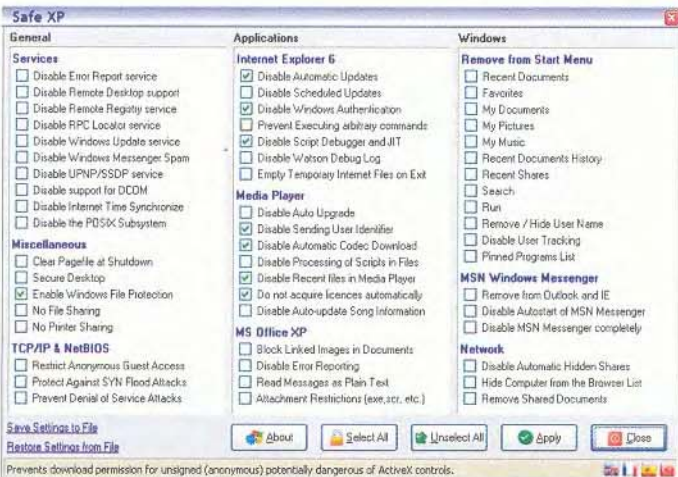 Safe XP
General
Services
Disable Error Report service
Disable Remote Desktop support
Disable Remote Registry service
Disable RPC Locator service
Disable Windows Update service
Disable Windows Messenger Spam
Disable UPNP/SSDP service
Disable support for DCOM
Disable Internet Time Synchronize
Disable the POSIX Subsystem
Miscellaneous
Clear Pagefile at Shutdown
Secure Desktop
Enable Windows File Protection
No File Sharing
No Printer Sharing
TCP/IP & NetBIOS
Restrict Anonymous Guest Access
Protect Against SYN Flood Attacks
Prevent Denial of Service Attacks
Applications
Internet Explorer 6
Disable Automatic Updates
Disable Scheduled Updates
Disable Windows Authentication
Prevent Executing arbitrary commands
Disable Script Debugger and JIT
Disable Watson Debug Log
Empty Temporary Internet Files on Exit
Media Player
Disable Auto Upgrade
Disable Sending User Identifier
Disable Automatic Codec Download
Disable Processing of Scripts in Files
Disable Recent files in Media Player
Do not acquire licences automatically
Disable Auto-update Song Information
MS Office XP
Block Linked Images in Documents
Disable Error Reporting
Read Messages as Plain Text
Attachment Restrictions (exe,scr, etc.)
Windows
Remove from Start Menu
Recent Documents
Favorites
My Documents
My Pictures
My Music
Recent Documents History
Recent Shares
Search
Run
Remove / Hide User Name
Disable User Tracking
Pinned Programs List
MSN Windows Messenger
Remove from Outlook and IE
Disable Autostart of MSN Messenger
Disable MSN Messenger completely
Network
Disable Automatic Hidden Shares
Hide Computer from the Browser List
Remove Shared Documents
Save Settings to File
Restore Settings from File
About
Select All
Unselect All
Apply
Close
Prevents download permission for unsigned (anonymous) potentially dangerous of ActiveX controls.